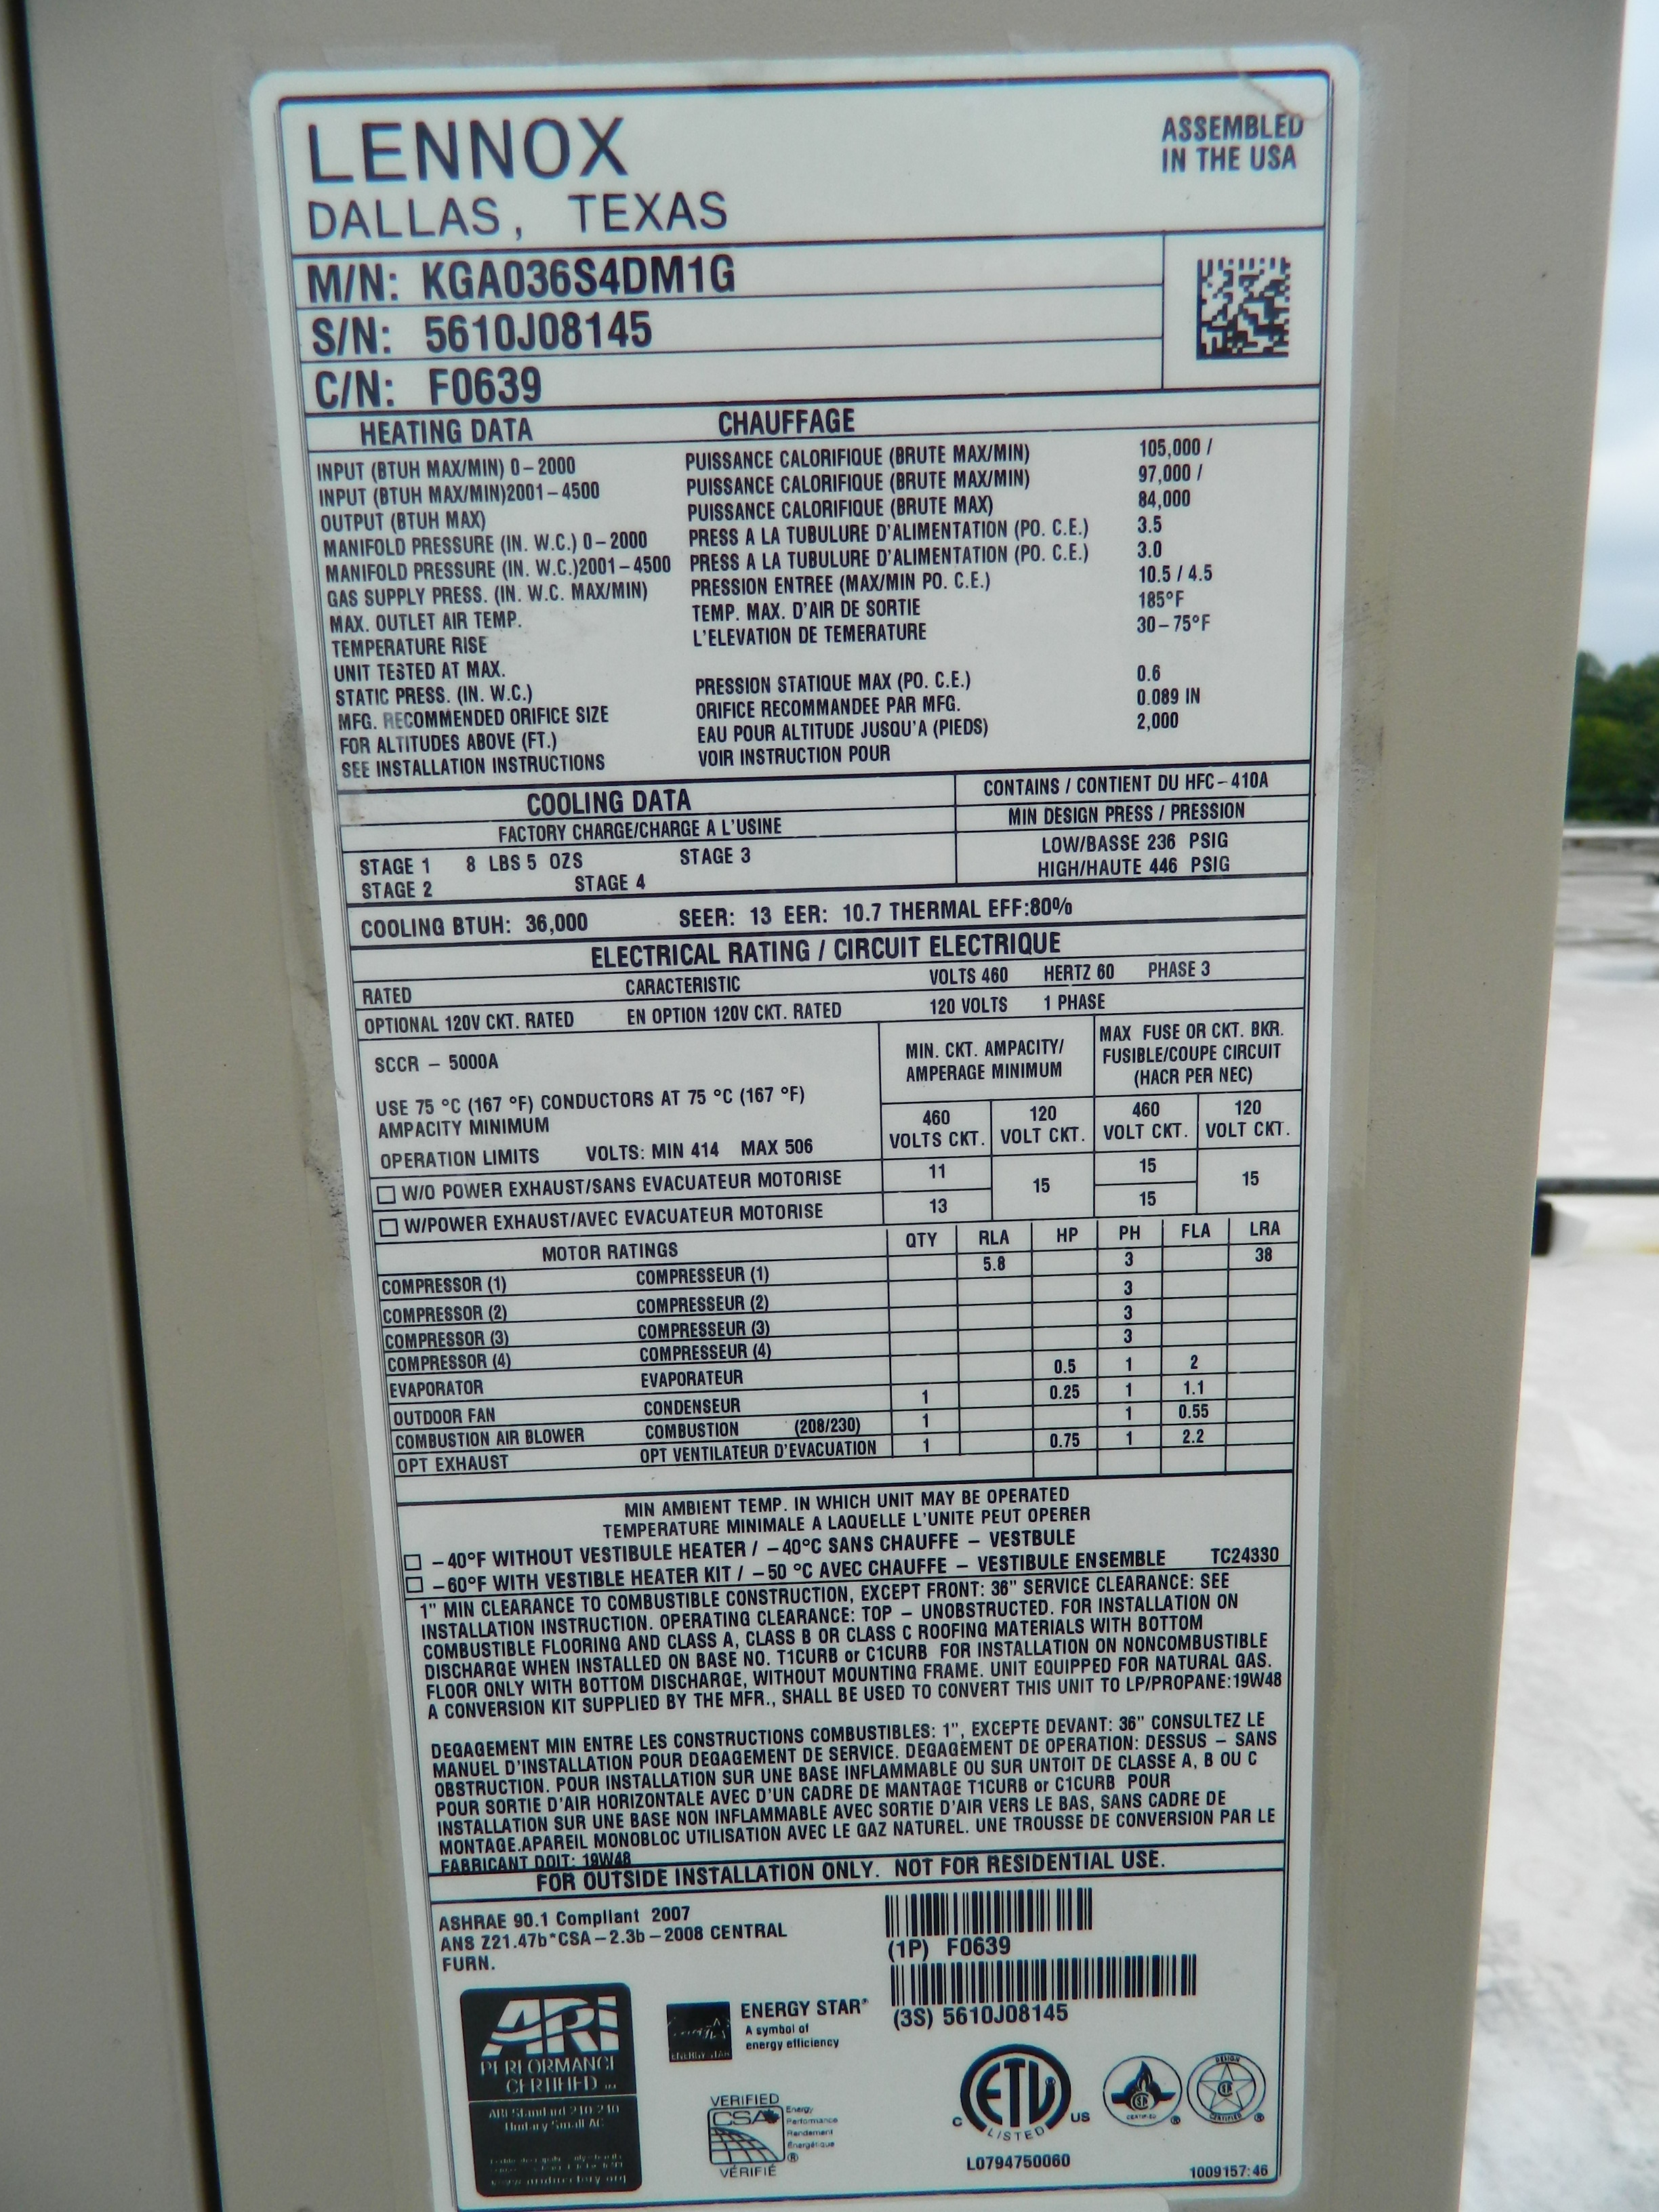 LENNOX
DALLAS, TEXAS
ASSEMBLED
IN THE USA
M/N: KGA036S4DM1G
S/N: 5610J08145
C/N: F0639
HEATING DATA CHAUFFAGE
INPUT (BTUH MAX/MIN) 0-2000 PUISSANCE CALORIFIQUE (BRUTE MAX/MIN) 105,000 /
INPUT (BTUH MAX/MIN)2001-4500 PUISSANCE CALORIFIQUE (BRUTE MAX/MIN) 97,000 /
OUTPUT (BTUH MAX) PUISSANCE CALORIFIQUE (BRUTE MAX) 84,000
MANIFOLD PRESSURE (IN. W.C.) 0-2000 PRESS A LA TUBULURE D'ALIMENTATION (PO. C.E.) 3.5
MANIFOLD PRESSURE (IN. W.C.)2001-4500 PRESS A LA TUBULURE D'ALIMENTATION (PO. C.E.) 3.0
GAS SUPPLY PRESS. (IN. W.C. MAX/MIN) PRESSION ENTREE (MAX/MIN PO. C.E.) 10.5 / 4.5
MAX. OUTLET AIR TEMP. TEMP. MAX. D'AIR DE SORTIE 185°F
TEMPERATURE RISE L'ELEVATION DE TEMERATURE 30-75°F
UNIT TESTED AT MAX.
STATIC PRESS. (IN. W.C.) PRESSION STATIQUE MAX (PO. C.E.) 0.6
MFG. RECOMMENDED ORIFICE SIZE ORIFICE RECOMMANDEE PAR MFG. 0.089 IN
FOR ALTITUDES ABOVE (FT.) EAU POUR ALTITUDE JUSQU'A (PIEDS) 2,000
SEE INSTALLATION INSTRUCTIONS VOIR INSTRUCTION POUR
COOLING DATA CONTAINS / CONTIENT DU HFC-410A
FACTORY CHARGE/CHARGE A L'USINE MIN DESIGN PRESS / PRESSION
STAGE 1 8 LBS 5 OZS STAGE 3 LOW/BASSE 236 PSIG
STAGE 2 STAGE 4 HIGH/HAUTE 446 PSIG
COOLING BTUH: 36,000 SEER: 13 EER: 10.7 THERMAL EFF:80%
ELECTRICAL RATING / CIRCUIT ELECTRIQUE
RATED CARACTERISTIC VOLTS 460 HERTZ 60 PHASE 3
OPTIONAL 120V CKT. RATED EN OPTION 120V CKT. RATED 120 VOLTS 1 PHASE
SCCR - 5000A
USE 75 °C (167 °F) CONDUCTORS AT 75 °C (167 °F)
AMPACITY MINIMUM
OPERATION LIMITS VOLTS: MIN 414 MAX 506
MIN. CKT. AMPACITY/
AMPERAGE MINIMUM
MAX FUSE OR CKT. BKR.
FUSIBLE/COUPE CIRCUIT
(HACR PER NEC)
460 120 460 120
VOLTS CKT. VOLT CKT. VOLT CKT. VOLT CKT.
W/O POWER EXHAUST/SANS EVACUATEUR MOTORISE 11 15 15 15
W/POWER EXHAUST/AVEC EVACUATEUR MOTORISE 13 15
MOTOR RATINGS QTY RLA HP PH FLA LRA
COMPRESSOR (1) COMPRESSEUR (1) 5.8 3 38
COMPRESSOR (2) COMPRESSEUR (2) 3
COMPRESSOR (3) COMPRESSEUR (3) 3
COMPRESSOR (4) COMPRESSEUR (4) 3
EVAPORATOR EVAPORATEUR 0.5 1 2
OUTDOOR FAN CONDENSEUR 1 0.25 1 1.1
COMBUSTION AIR BLOWER COMBUSTION (208/230) 1 1 0.55
OPT EXHAUST OPT VENTILATEUR D'EVACUATION 1 0.75 1 2.2
MIN AMBIENT TEMP. IN WHICH UNIT MAY BE OPERATED
TEMPERATURE MINIMALE A LAQUELLE L'UNITE PEUT OPERER
-40°F WITHOUT VESTIBULE HEATER / -40°C SANS CHAUFFE - VESTBULE
-60°F WITH VESTIBLE HEATER KIT / -50 °C AVEC CHAUFFE - VESTIBULE ENSEMBLE TC24330
1" MIN CLEARANCE TO COMBUSTIBLE CONSTRUCTION, EXCEPT FRONT: 36" SERVICE CLEARANCE: SEE
INSTALLATION INSTRUCTION. OPERATING CLEARANCE: TOP - UNOBSTRUCTED. FOR INSTALLATION ON
COMBUSTIBLE FLOORING AND CLASS A, CLASS B OR CLASS C ROOFING MATERIALS WITH BOTTOM
DISCHARGE WHEN INSTALLED ON BASE NO. T1CURB or C1CURB FOR INSTALLATION ON NONCOMBUSTIBLE
FLOOR ONLY WITH BOTTOM DISCHARGE, WITHOUT MOUNTING FRAME. UNIT EQUIPPED FOR NATURAL GAS.
A CONVERSION KIT SUPPLIED BY THE MFR., SHALL BE USED TO CONVERT THIS UNIT TO LP/PROPANE:19W48
DEGAGEMENT MIN ENTRE LES CONSTRUCTIONS COMBUSTIBLES: 1", EXCEPTE DEVANT: 36" CONSULTEZ LE
MANUEL D'INSTALLATION POUR DEGAGEMENT DE SERVICE. DEGAGEMENT DE OPERATION: DESSUS - SANS
OBSTRUCTION. POUR INSTALLATION SUR UNE BASE INFLAMMABLE OU SUR UNTOIT DE CLASSE A, B OU C
POUR SORTIE D'AIR HORIZONTALE AVEC D'UN CADRE DE MANTAGE T1CURB or C1CURB POUR
INSTALLATION SUR UNE BASE NON INFLAMMABLE AVEC SORTIE D'AIR VERS LE BAS, SANS CADRE DE
MONTAGE.APAREIL MONOBLOC UTILISATION AVEC LE GAZ NATUREL. UNE TROUSSE DE CONVERSION PAR LE
FABRICANT DOIT: 19W48
FOR OUTSIDE INSTALLATION ONLY. NOT FOR RESIDENTIAL USE.
ASHRAE 90.1 Compliant 2007
ANS Z21.47b*CSA-2.3b-2008 CENTRAL
FURN.
(1P) F0639
(3S) 5610J08145
ARI
PERFORMANCE
CERTIFIED
ARI Standard 210/240
Unitary Small AC
ENERGY STAR
ENERGY STAR®
A symbol of
energy efficiency
VERIFIED
CSA
Energy
Performance
Rendement
Énergétique
VÉRIFIÉ
ETL
C US
LISTED
L0794750060
DESIGN
CERTIFIED
CERTIFIED
1009157:46